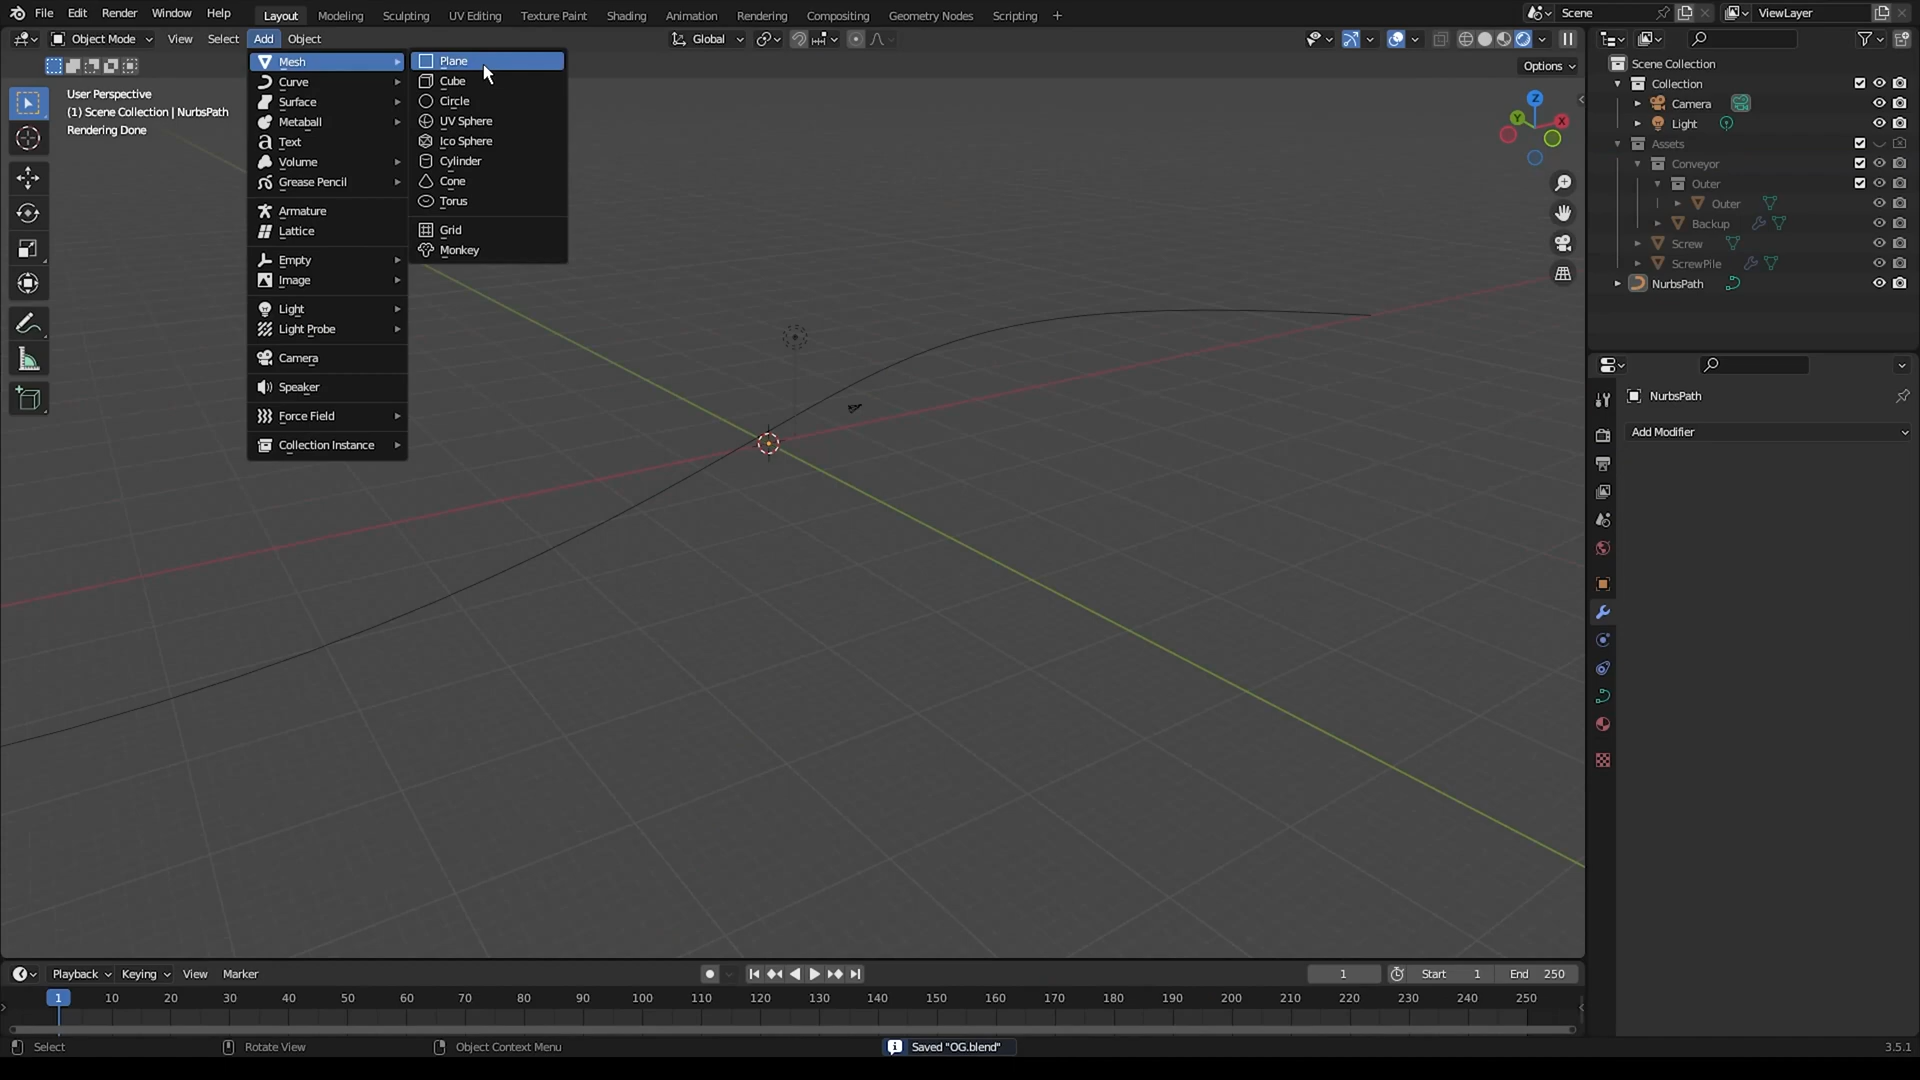 File Edit Render Window Help Layout Modeling Sculpting UV Editing Texture Paint Shading Animation Rendering Compositing Geometry Nodes Scripting + Scene ViewLayer
Object Mode View Select Add Object Global
Options
User Perspective
(1) Scene Collection | NurbsPath
Rendering Done
Mesh
Curve
Surface
Metaball
Text
Volume
Grease Pencil
Armature
Lattice
Empty
Image
Light
Light Probe
Camera
Speaker
Force Field
Collection Instance
Plane
Cube
Circle
UV Sphere
Ico Sphere
Cylinder
Cone
Torus
Grid
Monkey
Z
Y
X
Scene Collection
Collection
Camera
Light
Assets
Conveyor
Outer
Outer
Backup
Screw
ScrewPile
NurbsPath
NurbsPath
Add Modifier
Playback Keying View Marker 1 Start 1 End 250
1 10 20 30 40 50 60 70 80 90 100 110 120 130 140 150 160 170 180 190 200 210 220 230 240 250
Select Rotate View Object Context Menu Saved "OG.blend" 3.5.1